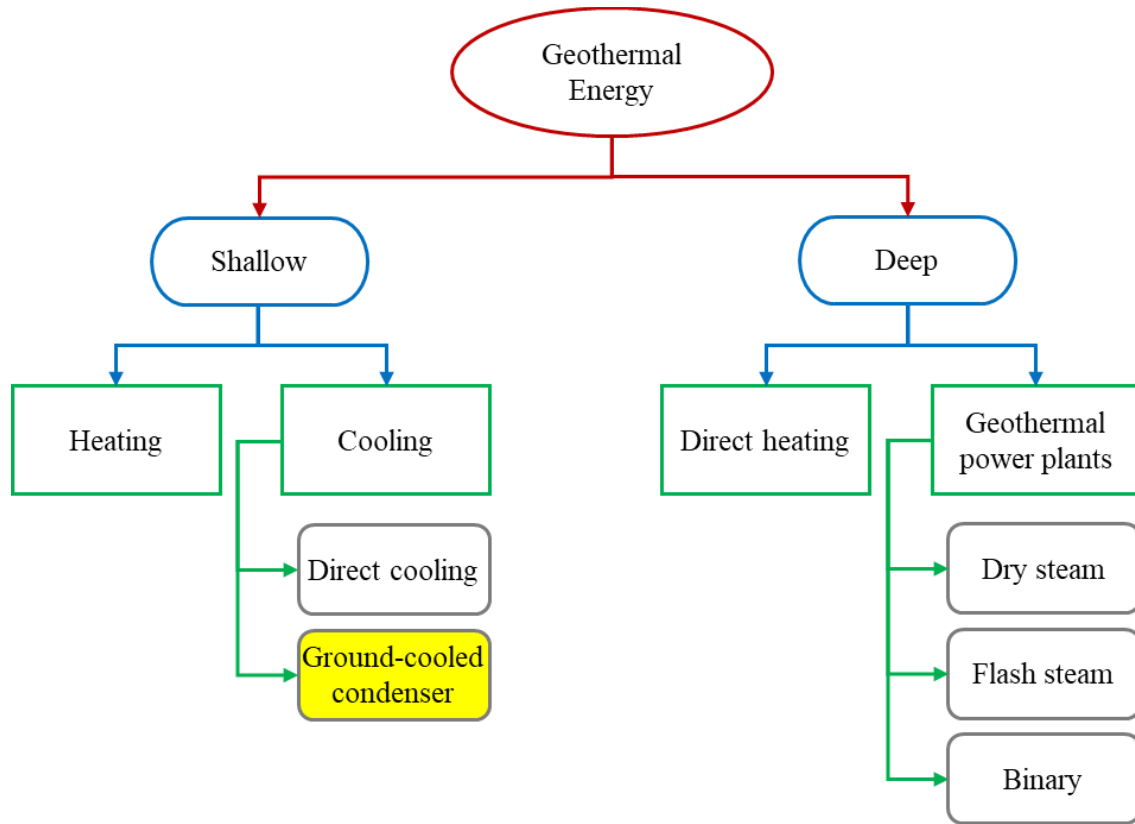 Geothermal
Energy
Shallow
Deep
Heating
Cooling
Direct heating
Geothermal
power plants
Direct cooling
Ground-cooled
condenser
Dry steam
Flash steam
Binary